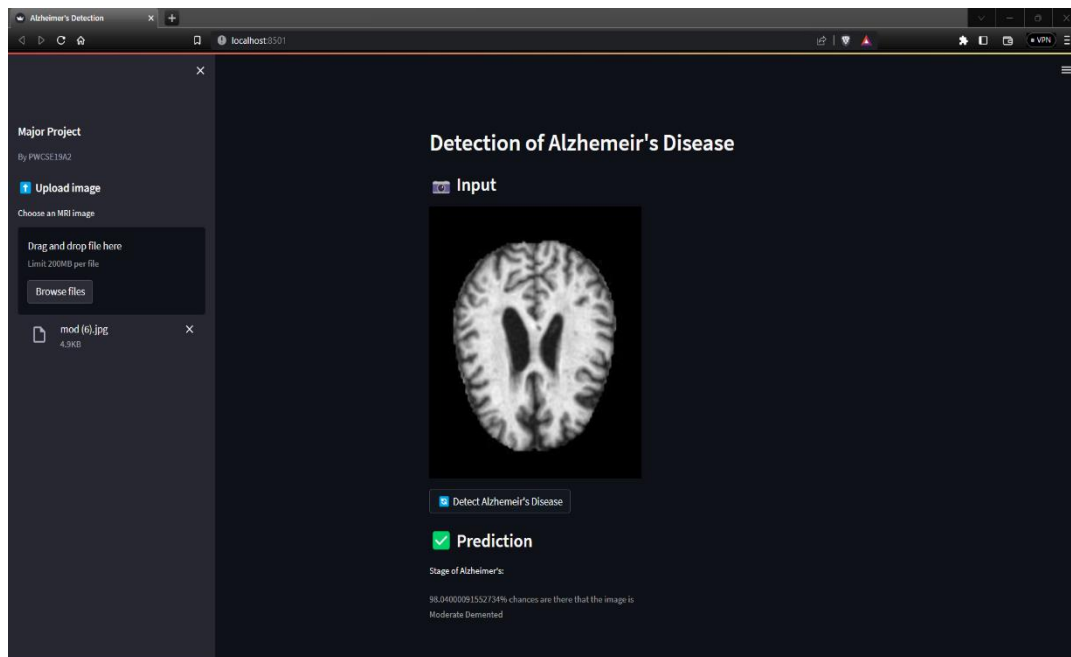 Alzheimer's Detection
localhost:8501
VPN
Major Project
By PWCSE19A2
Upload image
Choose an MRI image
Drag and drop file here
Limit 200MB per file
Browse files
mod (6).jpg
4.9KB
Detection of Alzhemeir's Disease
Input
Detect Alzhemeir's Disease
Prediction
Stage of Alzheimer's:
98.04000091552734% chances are there that the image is
Moderate Demented